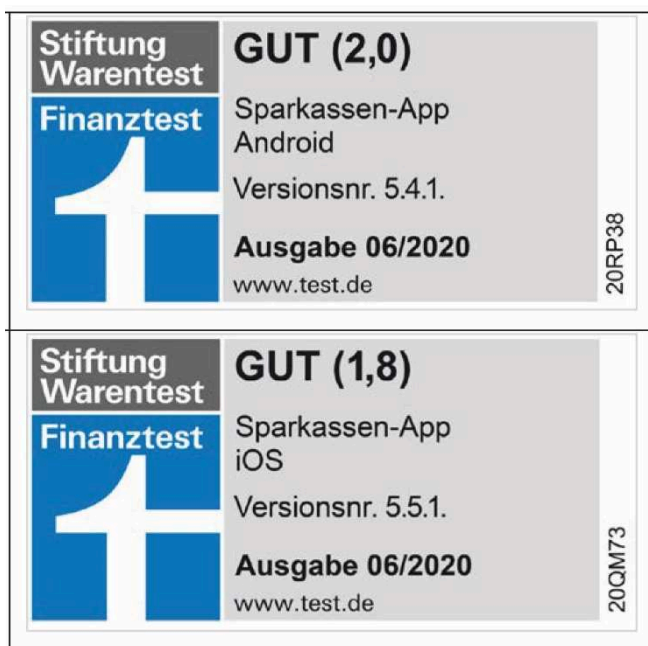 Stiftung
Warentest
Finanztest
GUT (2,0)
Sparkassen-App
Android
Versionsnr. 5.4.1.
Ausgabe 06/2020
www.test.de
20RP38
Stiftung
Warentest
Finanztest
GUT (1,8)
Sparkassen-App
iOS
Versionsnr. 5.5.1.
Ausgabe 06/2020
www.test.de
20QM73